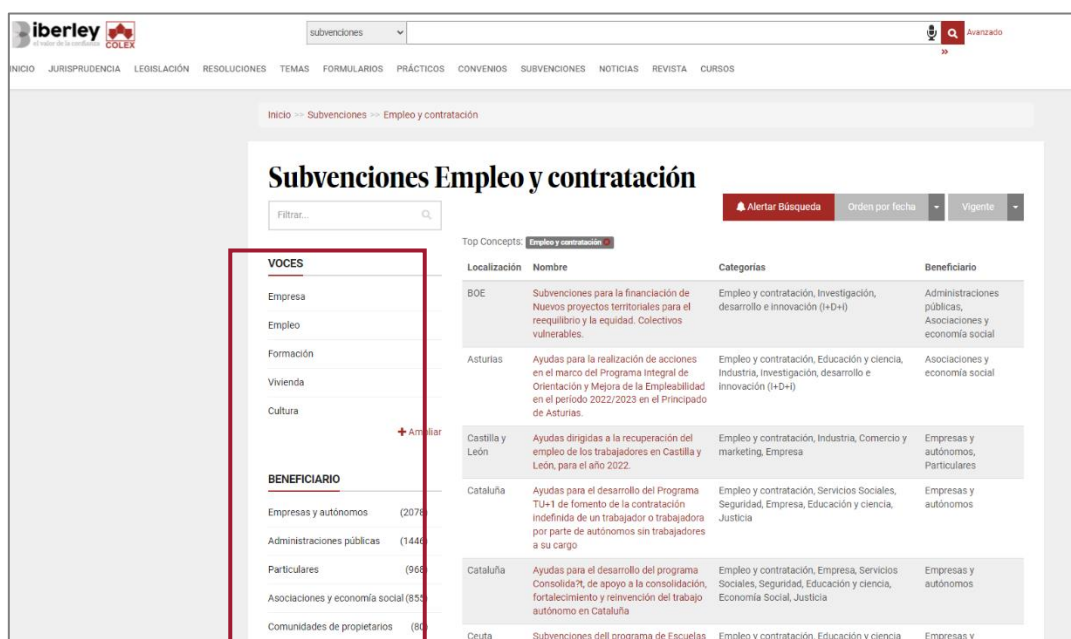 iberley
el valor de la confianza
COLEX
subvenciones
Avanzado
»
INICIO JURISPRUDENCIA LEGISLACIÓN RESOLUCIONES TEMAS FORMULARIOS PRÁCTICOS CONVENIOS SUBVENCIONES NOTICIAS REVISTA CURSOS
Inicio >> Subvenciones >> Empleo y contratación
Subvenciones Empleo y contratación
Filtrar...
Alertar Búsqueda Orden por fecha Vigente
Top Concepts: Empleo y contratación
VOCES
Empresa
Empleo
Formación
Vivienda
Cultura
+ Ampliar
BENEFICIARIO
Empresas y autónomos (2078)
Administraciones públicas (1446)
Particulares (968)
Asociaciones y economía social (855)
Comunidades de propietarios (80)
Localización Nombre Categorías Beneficiario
BOE Subvenciones para la financiación de Empleo y contratación, Investigación, Administraciones
Nuevos proyectos territoriales para el desarrollo e innovación (I+D+i) públicas,
reequilibrio y la equidad. Colectivos Asociaciones y
vulnerables. economía social
Asturias Ayudas para la realización de acciones Empleo y contratación, Educación y ciencia, Asociaciones y
en el marco del Programa Integral de Industria, Investigación, desarrollo e economía social
Orientación y Mejora de la Empleabilidad innovación (I+D+i)
en el período 2022/2023 en el Principado
de Asturias.
Castilla y Ayudas dirigidas a la recuperación del Empleo y contratación, Industria, Comercio y Empresas y
León empleo de los trabajadores en Castilla y marketing, Empresa autónomos,
León, para el año 2022. Particulares
Cataluña Ayudas para el desarrollo del Programa Empleo y contratación, Servicios Sociales, Empresas y
TU+1 de fomento de la contratación Seguridad, Empresa, Educación y ciencia, autónomos
indefinida de un trabajador o trabajadora Justicia
por parte de autónomos sin trabajadores
a su cargo
Cataluña Ayudas para el desarrollo del programa Empleo y contratación, Empresa, Servicios Empresas y
Consolida?t, de apoyo a la consolidación, Sociales, Seguridad, Educación y ciencia, autónomos
fortalecimiento y reinvención del trabajo Economía Social, Justicia
autónomo en Cataluña
Ceuta Subvenciones dell programa de Escuelas Empleo y contratación, Educación y ciencia Empresas y